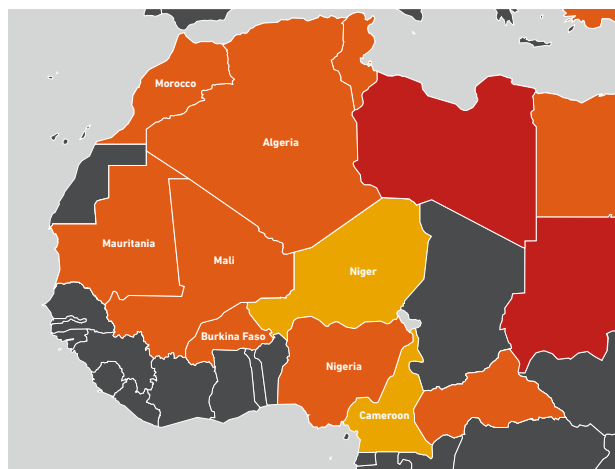 Morocco
Algeria
Mauritania
Mali
Niger
Burkina Faso
Nigeria
Cameroon